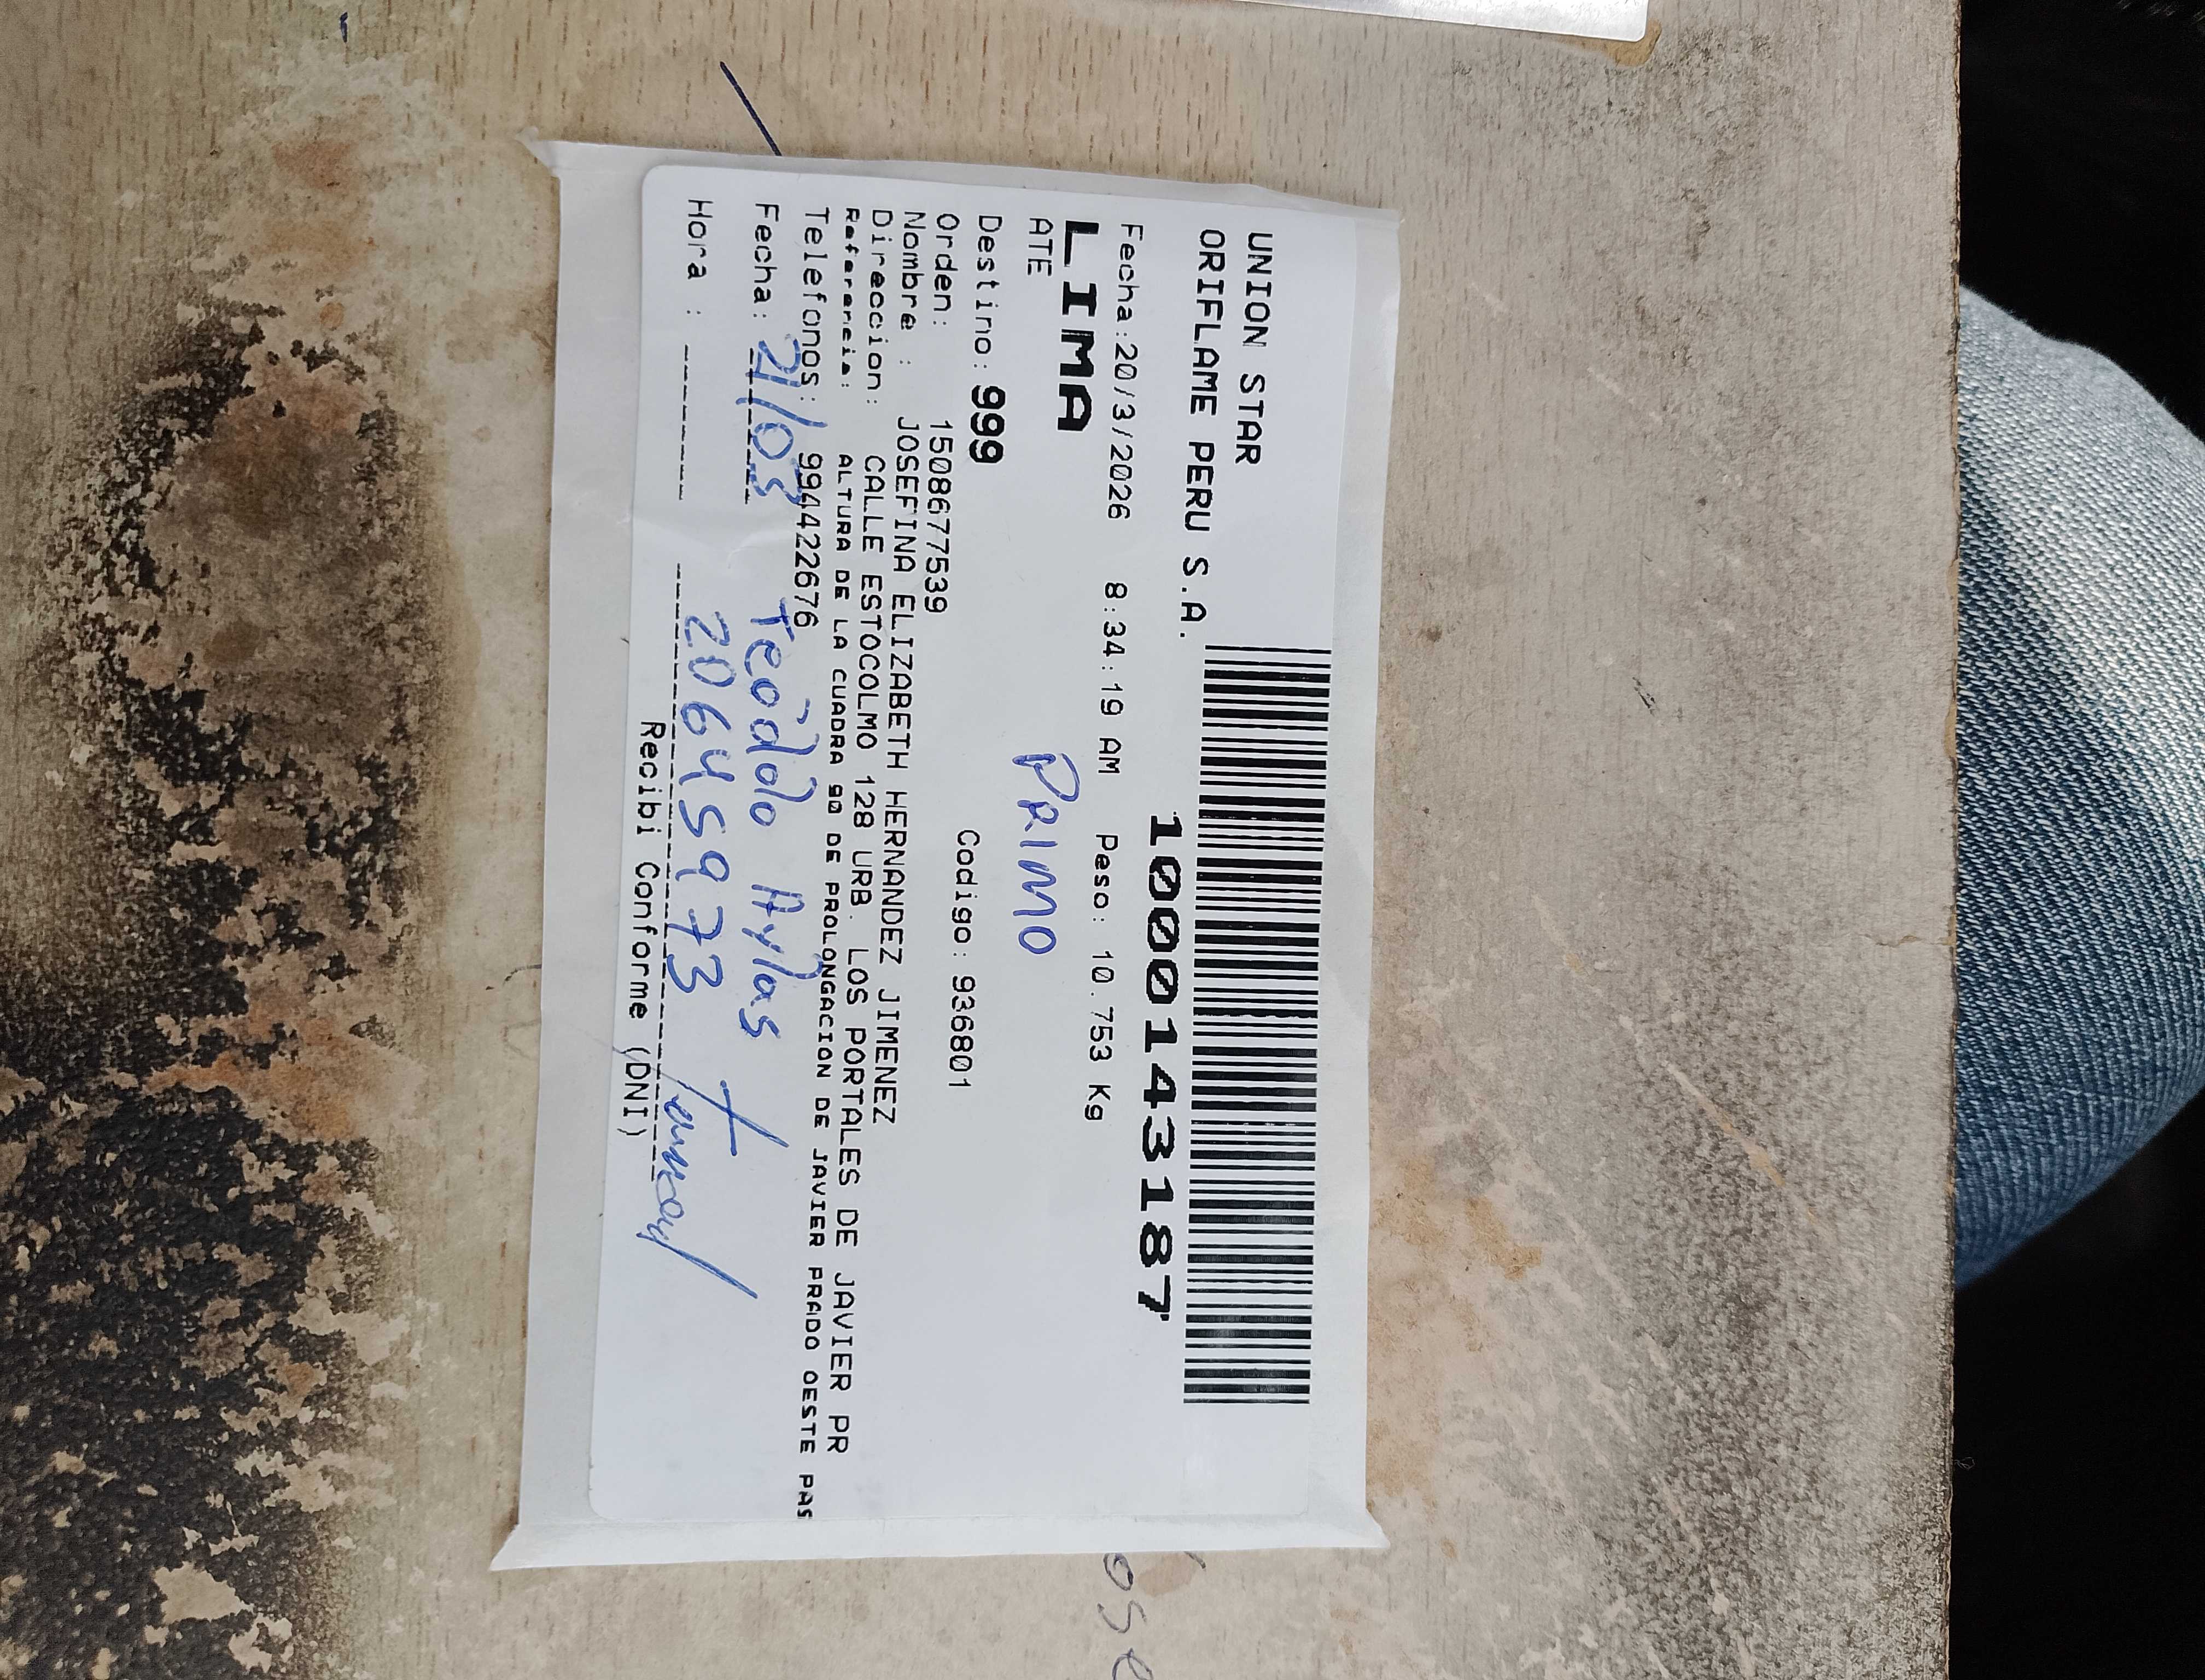 UNION STAR
ORIFLAME PERU S.A.
1000143187
Fecha:20/3/2026 8:34:19 AM Peso: 10.753 Kg
LIMA
ATE
PRIMO
Destino: 999
Codigo: 936801
Orden: 1508677539
Nombre : JOSEFINA ELIZABETH HERNANDEZ JIMENEZ
Direccion: CALLE ESTOCOLMO 128 URB. LOS PORTALES DE JAVIER PR
Referencia: ALTURA DE LA CUADRA 90 DE PROLONGACION DE JAVIER PRADO OESTE PAS
Telefonos: 994422676
Fecha: 21/03 Teodolo Aylas
Hora : 20645973
Recibi Conforme (DNI)
ose